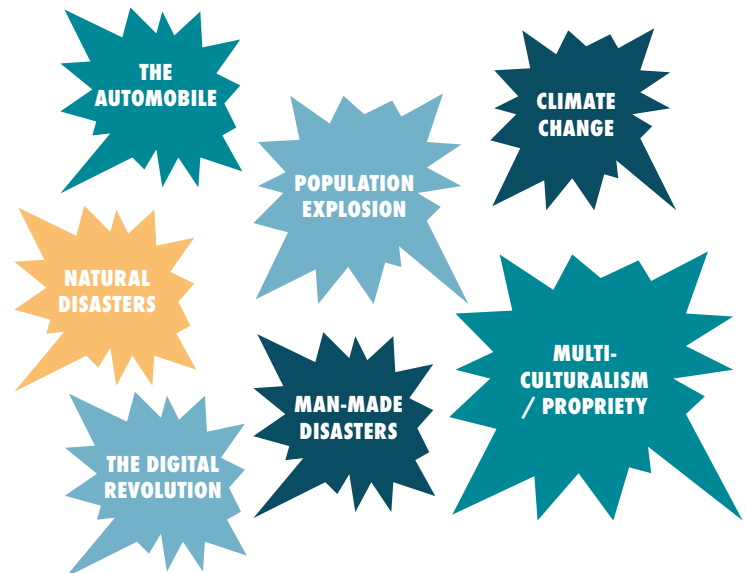 THE
AUTOMOBILE
CLIMATE
CHANGE
POPULATION
EXPLOSION
NATURAL
DISASTERS
MULTI-
CULTURALISM
/ PROPRIETY
MAN-MADE
DISASTERS
THE DIGITAL
REVOLUTION